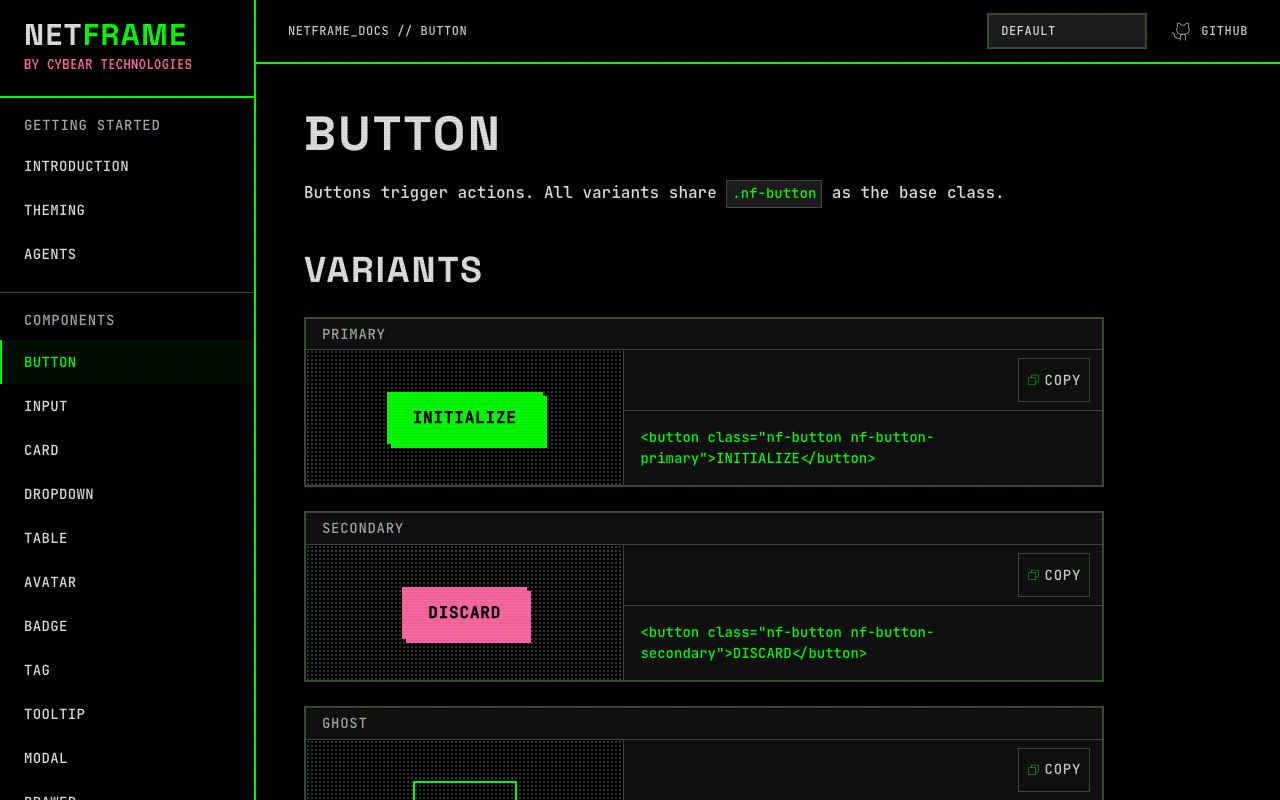 NETFRAME
BY CYBEAR TECHNOLOGIES
GETTING STARTED
INTRODUCTION
THEMING
AGENTS
COMPONENTS
BUTTON
INPUT
CARD
DROPDOWN
TABLE
AVATAR
BADGE
TAG
TOOLTIP
MODAL
DRAWER
NETFRAME_DOCS // BUTTON
DEFAULT
GITHUB
BUTTON
Buttons trigger actions. All variants share .nf-button as the base class.
VARIANTS
PRIMARY
INITIALIZE
COPY
<button class="nf-button nf-button-
primary">INITIALIZE</button>
SECONDARY
DISCARD
COPY
<button class="nf-button nf-button-
secondary">DISCARD</button>
GHOST
COPY